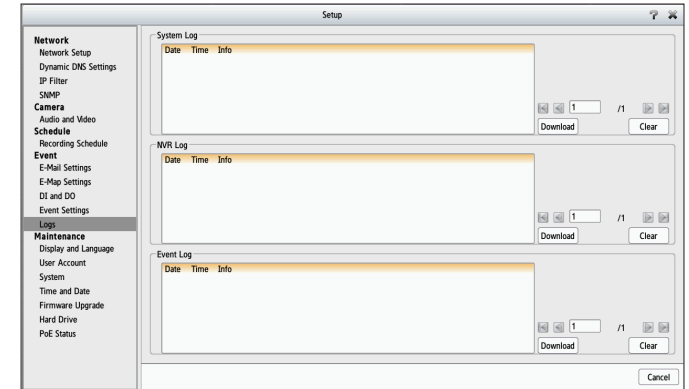 Setup
Network
Network Setup
Dynamic DNS Settings
IP Filter
SNMP
Camera
Audio and Video
Schedule
Recording Schedule
Event
E-Mail Settings
E-Map Settings
DI and DO
Event Settings
Logs
Maintenance
Display and Language
User Account
System
Time and Date
Firmware Upgrade
Hard Drive
PoE Status
System Log
Date Time Info
1 /1
Download Clear
NVR Log
Date Time Info
1 /1
Download Clear
Event Log
Date Time Info
1 /1
Download Clear
Cancel